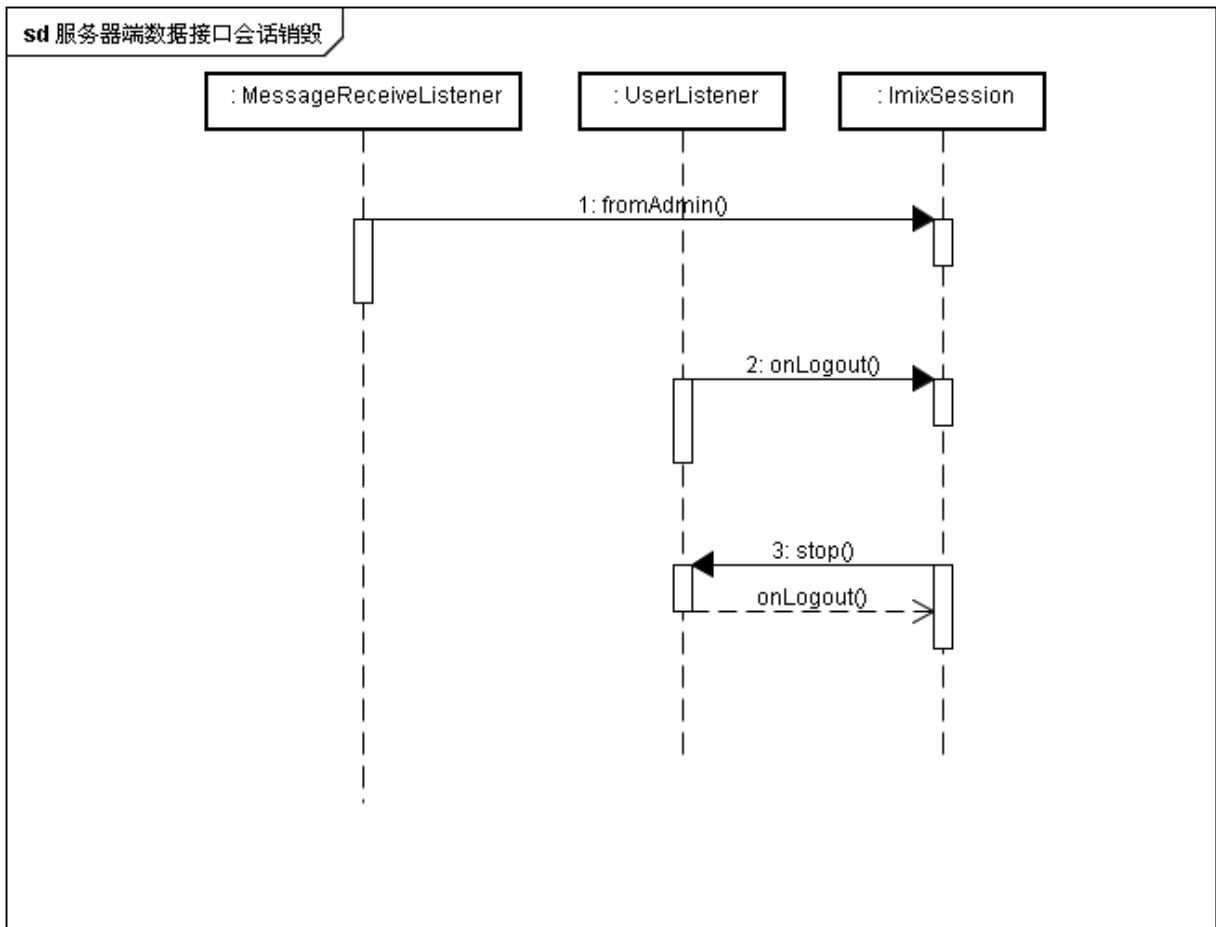 sd 服务器端数据接口会话销毁
: MessageReceiveListener
: UserListener
: ImixSession
1: fromAdmin()
2: onLogout()
3: stop()
onLogout()